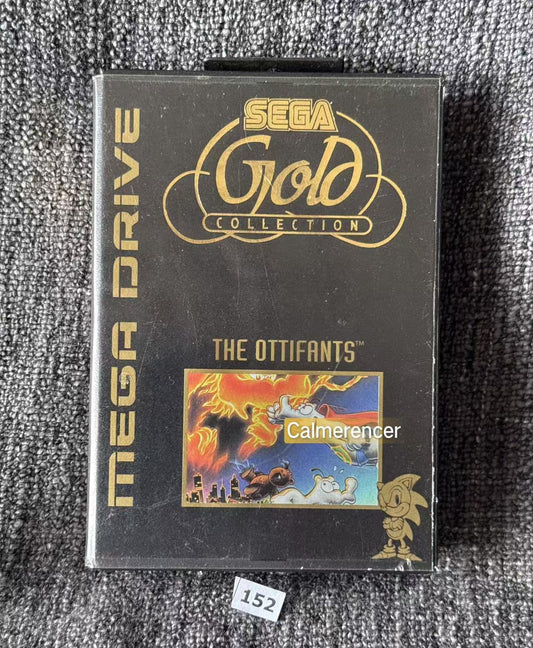 SEGA
Gold
COLLECTION
MEGA DRIVE
THE OTTIFANTS™
Calmerencer
152